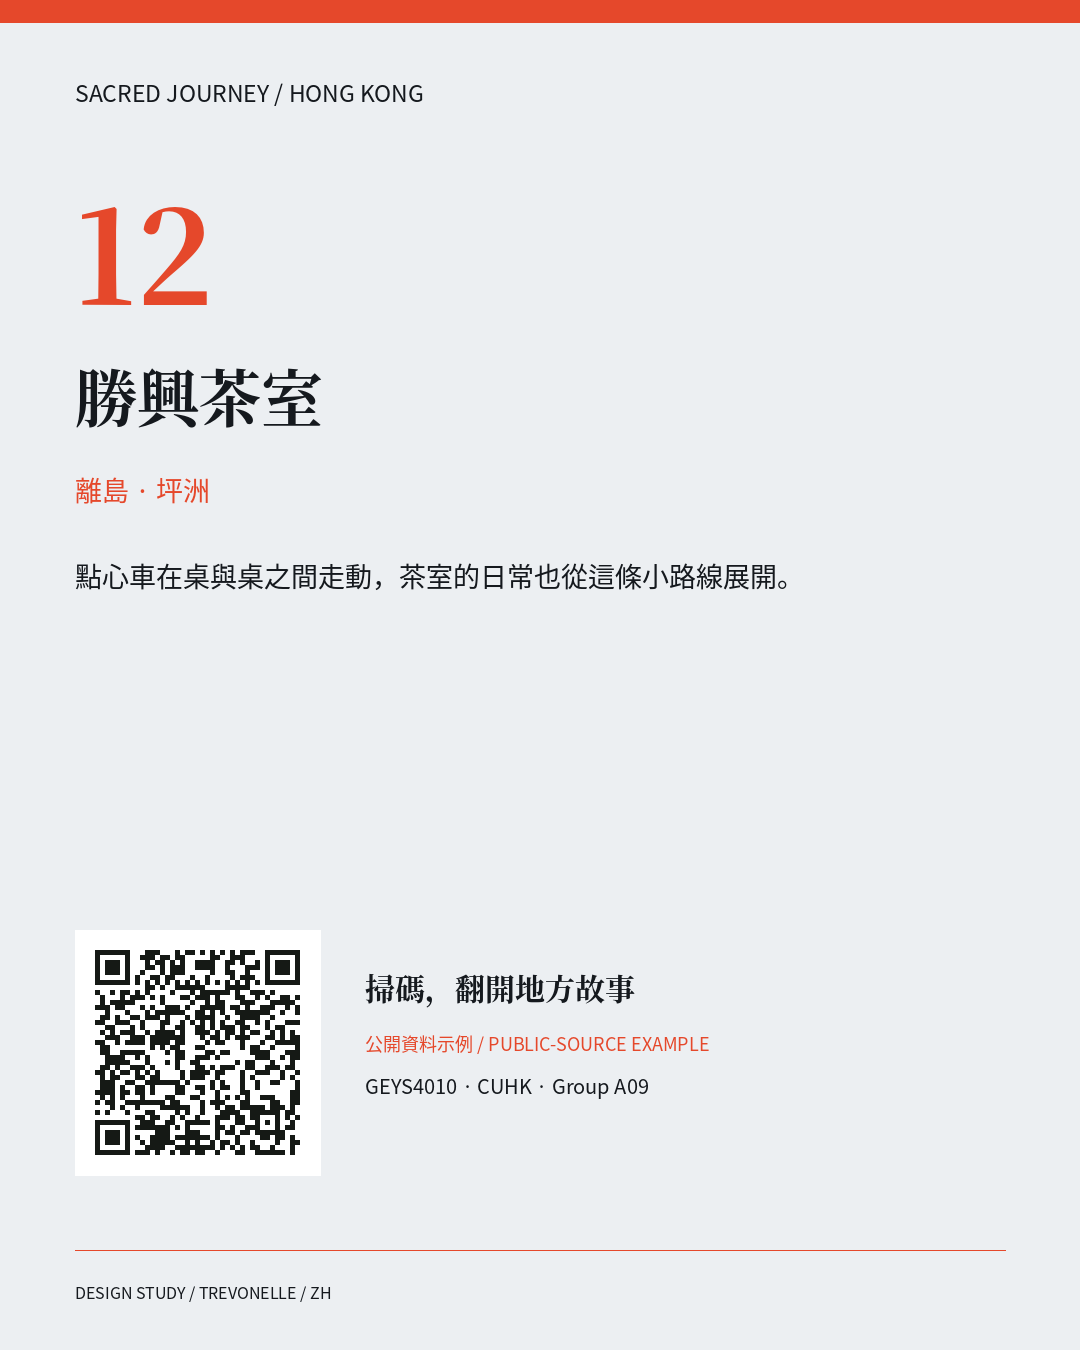 SACRED JOURNEY / HONG KONG
12
勝興茶室
離島 · 坪洲
點心車在桌與桌之間走動，茶室的日常也從這條小路線展開。
掃碼，翻開地方故事
公開資料示例 / PUBLIC-SOURCE EXAMPLE
GEYS4010 · CUHK · Group A09
DESIGN STUDY / TREVONELLE / ZH